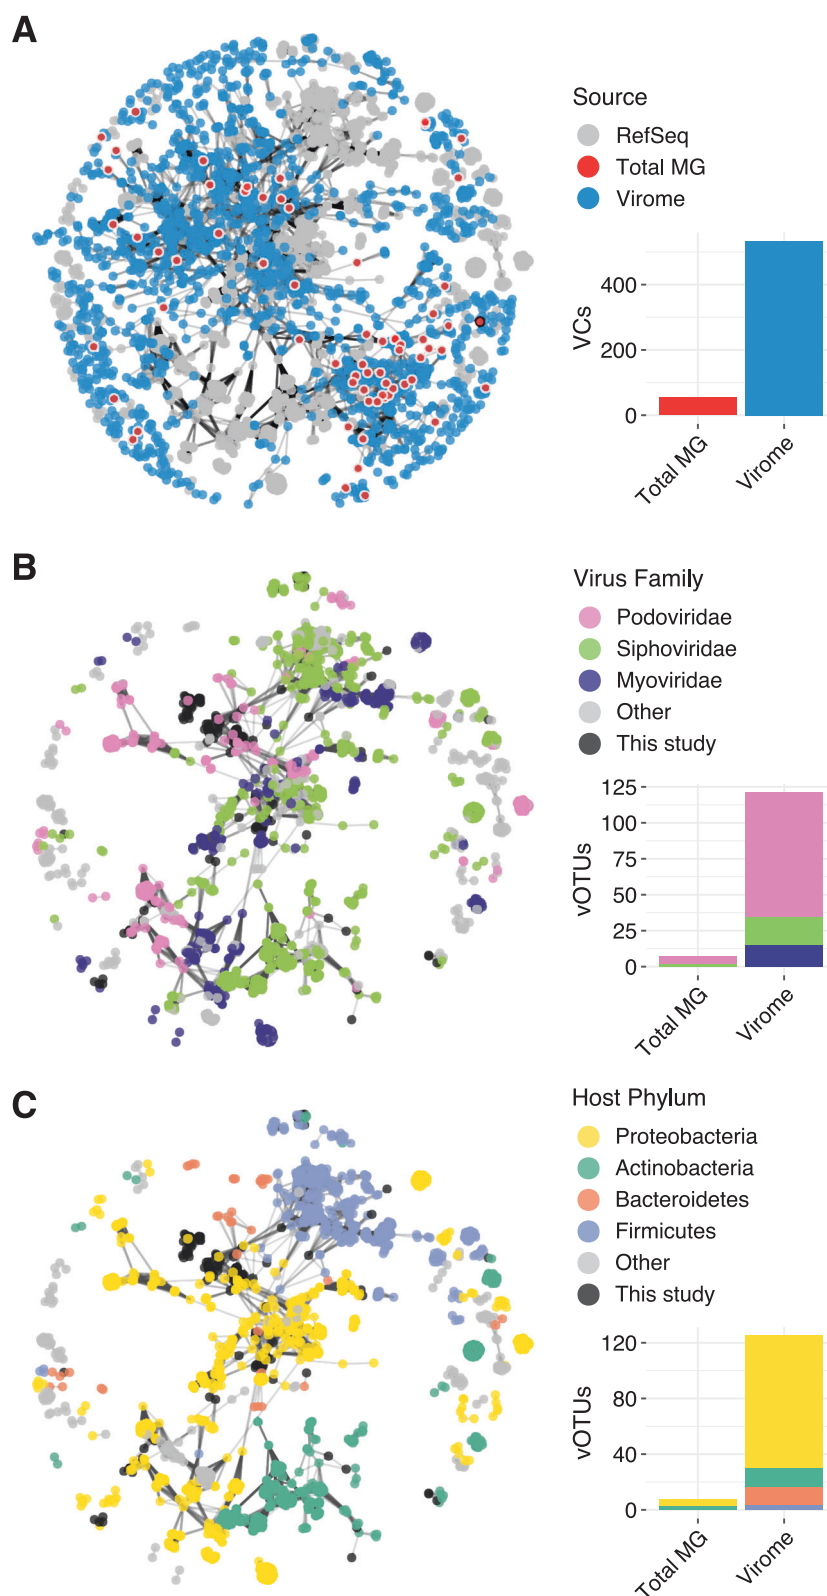 A
Source
RefSeq
Total MG
Virome
VCs
400
200
0
Total MG
Virome
B
Virus Family
Podoviridae
Siphoviridae
Myoviridae
Other
This study
vOTUs
125
100
75
50
25
0
Total MG
Virome
C
Host Phylum
Proteobacteria
Actinobacteria
Bacteroidetes
Firmicutes
Other
This study
vOTUs
120
80
40
0
Total MG
Virome